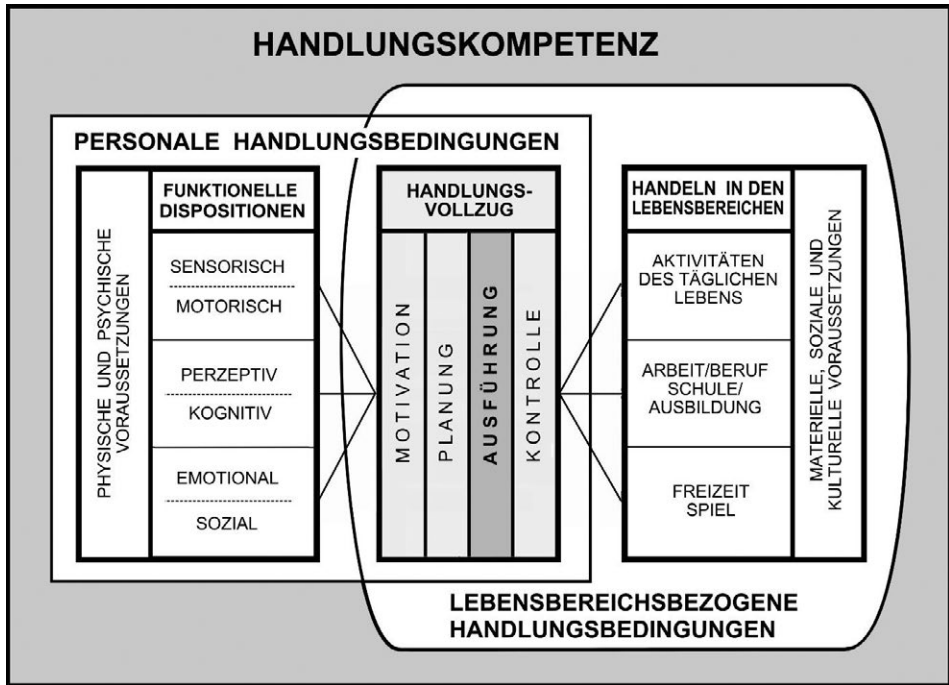 HANDLUNGSKOMPETENZ
PERSONALE HANDLUNGSBEDINGUNGEN
PHYSISCHE UND PSYCHISCHE
VORAUSSETZUNGEN
FUNKTIONELLE
DISPOSITIONEN
SENSORISCH
MOTORISCH
PERZEPTIV
KOGNITIV
EMOTIONAL
SOZIAL
HANDLUNGS-
VOLLZUG
MOTIVATION
PLANUNG
AUSFÜHRUNG
KONTROLLE
HANDELN IN DEN
LEBENSBEREICHEN
AKTIVITÄTEN
DES TÄGLICHEN
LEBENS
ARBEIT/BERUF
SCHULE/
AUSBILDUNG
FREIZEIT
SPIEL
MATERIELLE, SOZIALE UND
KULTURELLE VORAUSSETZUNGEN
LEBENSBEREICHSBEZOGENE
HANDLUNGSBEDINGUNGEN